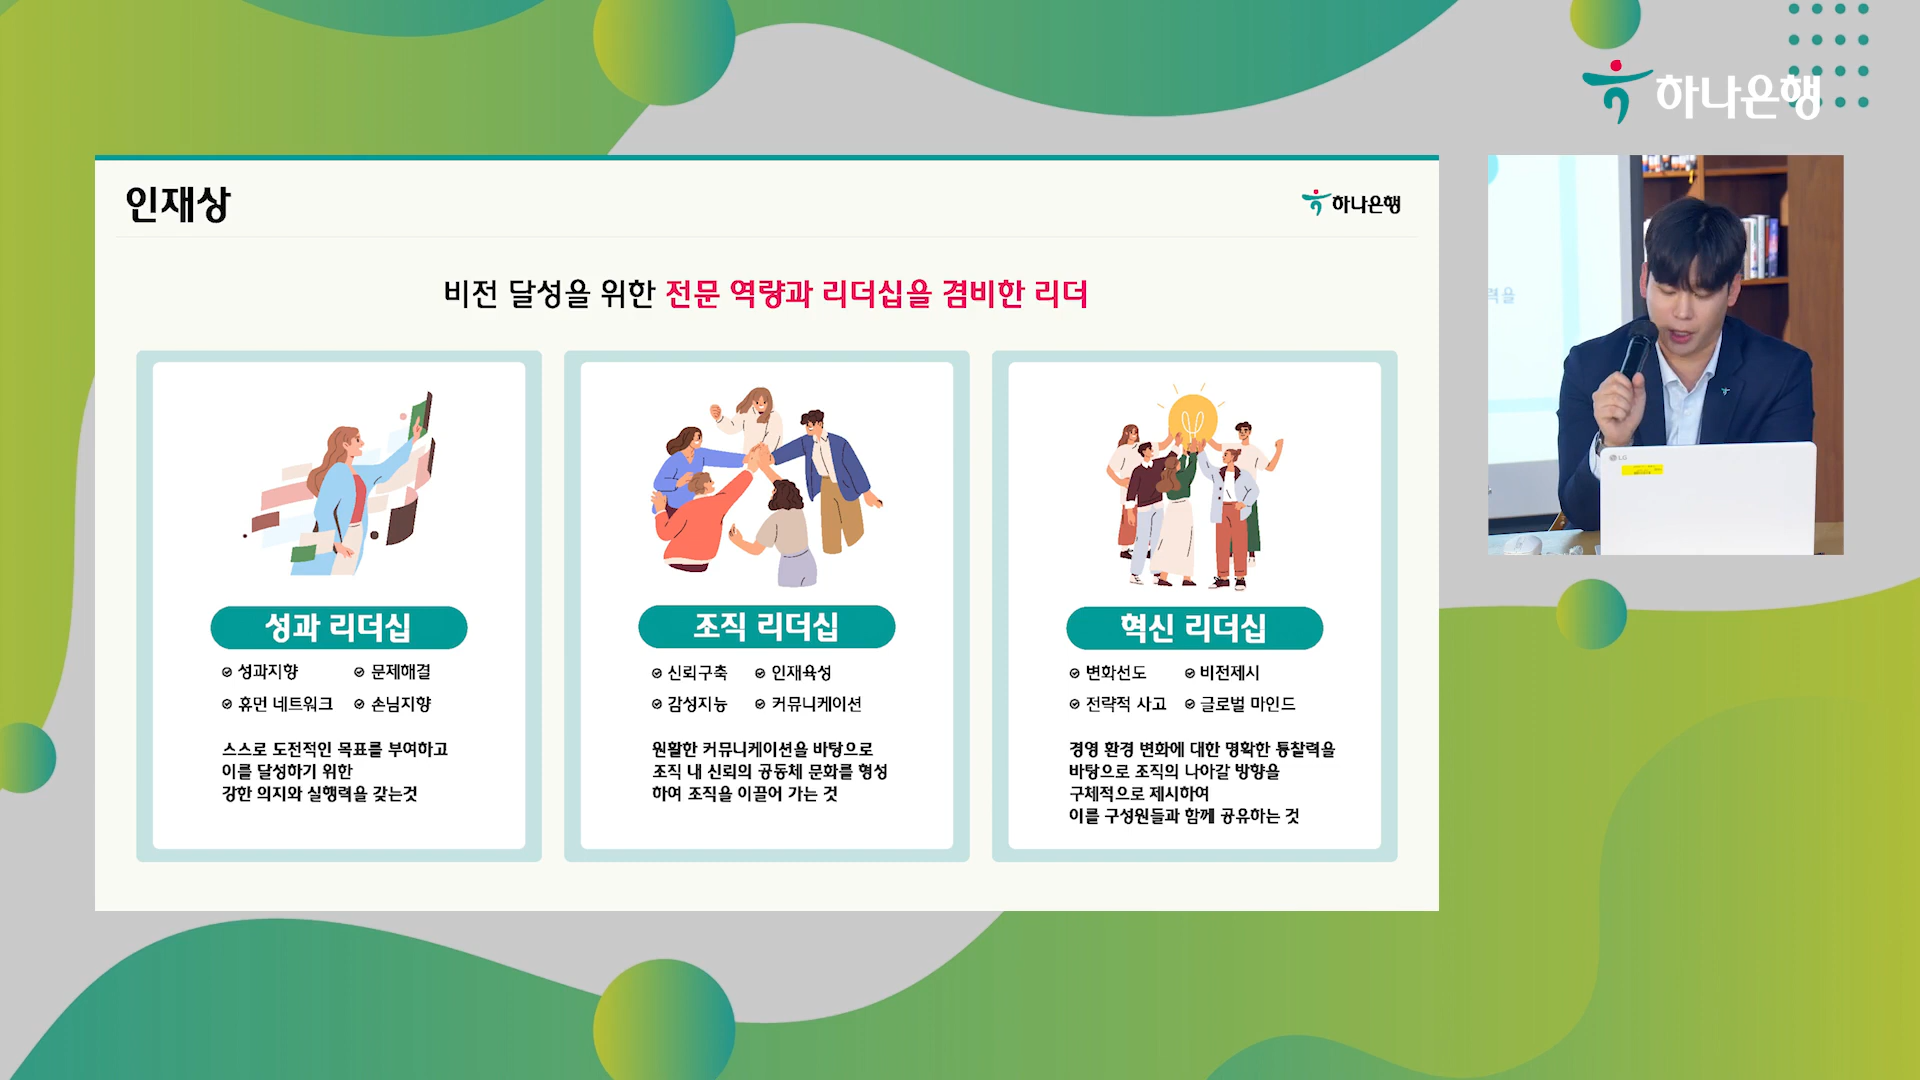 하나은행
인재상
하나은행
비전 달성을 위한 전문 역량과 리더십을 겸비한 리더
성과 리더십
성과지향 문제해결
휴먼 네트워크 손님지향
스스로 도전적인 목표를 부여하고
이를 달성하기 위한
강한 의지와 실행력을 갖는것
조직 리더십
신뢰구축 인재육성
감성지능 커뮤니케이션
원활한 커뮤니케이션을 바탕으로
조직 내 신뢰의 공동체 문화를 형성
하여 조직을 이끌어 가는 것
혁신 리더십
변화선도 비전제시
전략적 사고 글로벌 마인드
경영 환경 변화에 대한 명확한 통찰력을
바탕으로 조직의 나아갈 방향을
구체적으로 제시하여
이를 구성원들과 함께 공유하는 것
력을
LG